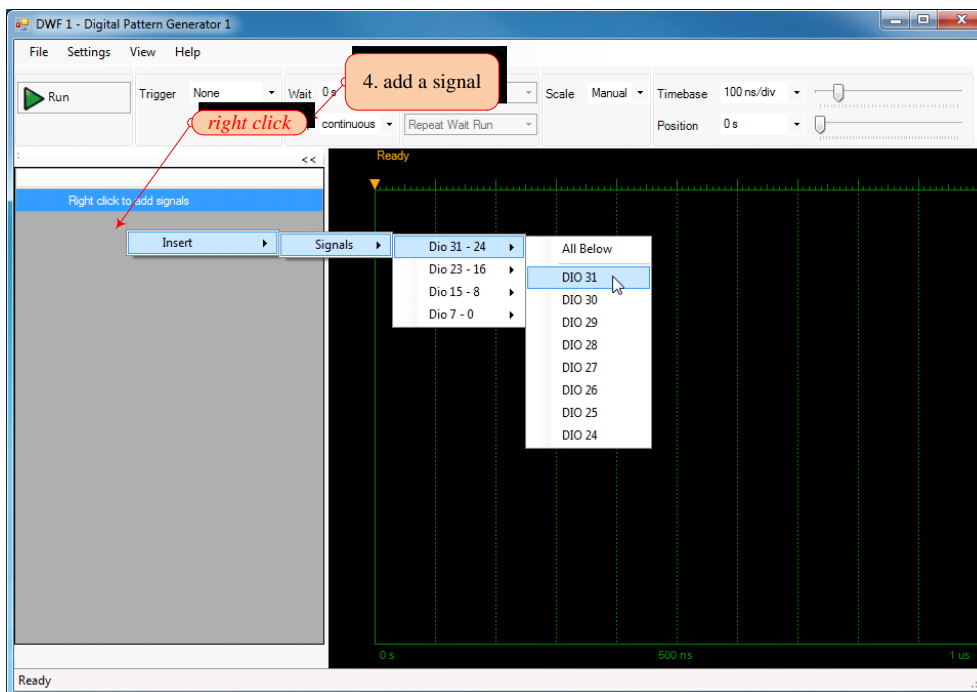 DWF 1 - Digital Pattern Generator 1
File Settings View Help
4. add a signal
Run Trigger None Wait 0 s Scale Manual Timebase 100 ns/div
right click continuous Repeat Wait Run Position 0 s
<< Ready
Right click to add signals
Insert Signals Dio 31 - 24 All Below
Dio 23 - 16 DIO 31
Dio 15 - 8 DIO 30
Dio 7 - 0 DIO 29
DIO 28
DIO 27
DIO 26
DIO 25
DIO 24
0 s 500 ns 1 us
Ready